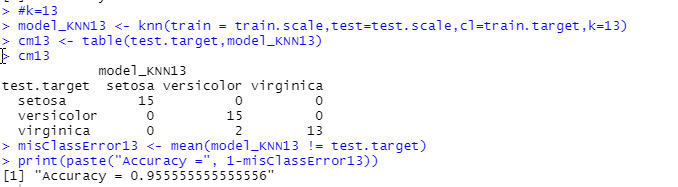 > #k=13
> model_KNN13 <- knn(train = train.scale,test=test.scale,cl=train.target,k=13)
> cm13 <- table(test.target,model_KNN13)
> cm13
model_KNN13
test.target setosa versicolor virginica
setosa 15 0 0
versicolor 0 15 0
virginica 0 2 13
> misClassError13 <- mean(model_KNN13 != test.target)
> print(paste("Accuracy =", 1-misClassError13))
[1] "Accuracy = 0.955555555555556"